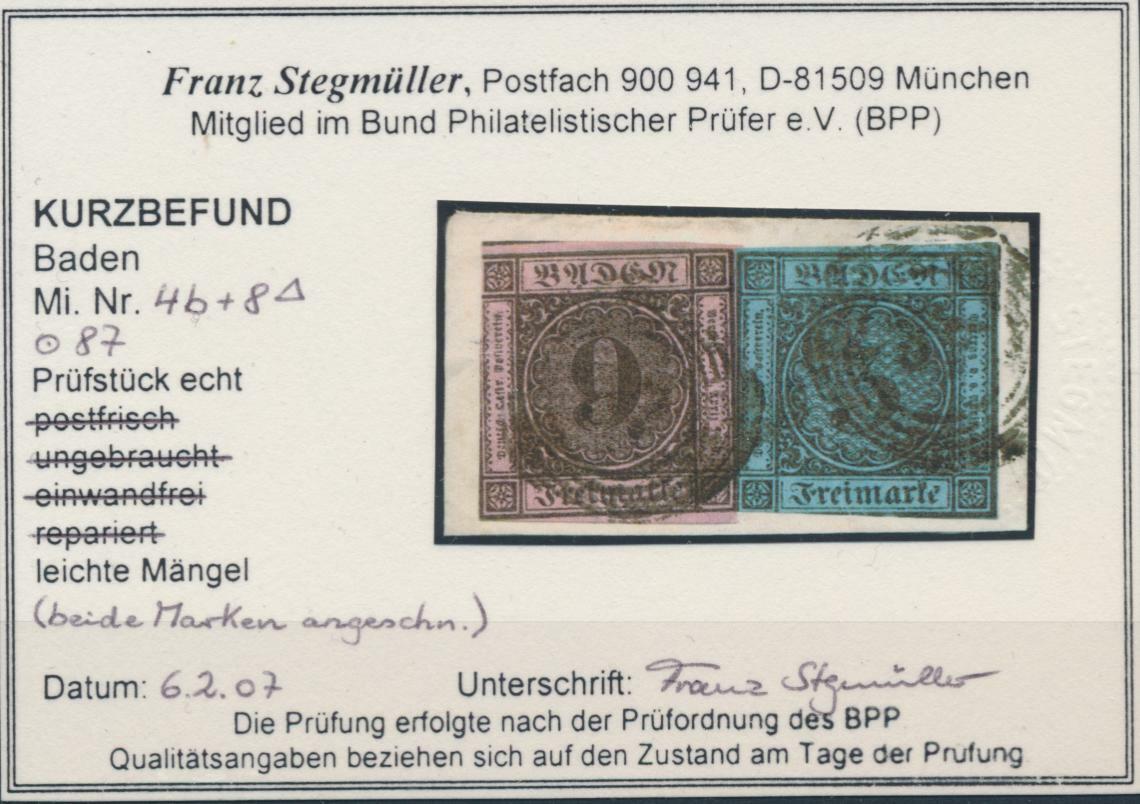 Franz Stegmüller, Postfach 900 941, D-81509 München
Mitglied im Bund Philatelistischer Prüfer e.V. (BPP)
KURZBEFUND
Baden
Mi. Nr. 4b+8 △
⊙ 87
Prüfstück echt
postfrisch
ungebraucht
einwandfrei
repariert
leichte Mängel
(beide Marken angeschn.)
BADEN
9
Freimarke
BADEN
Freimarke
Datum: 6.2.07 Unterschrift: Franz Stegmüller
Die Prüfung erfolgte nach der Prüfordnung des BPP
Qualitätsangaben beziehen sich auf den Zustand am Tage der Prüfung